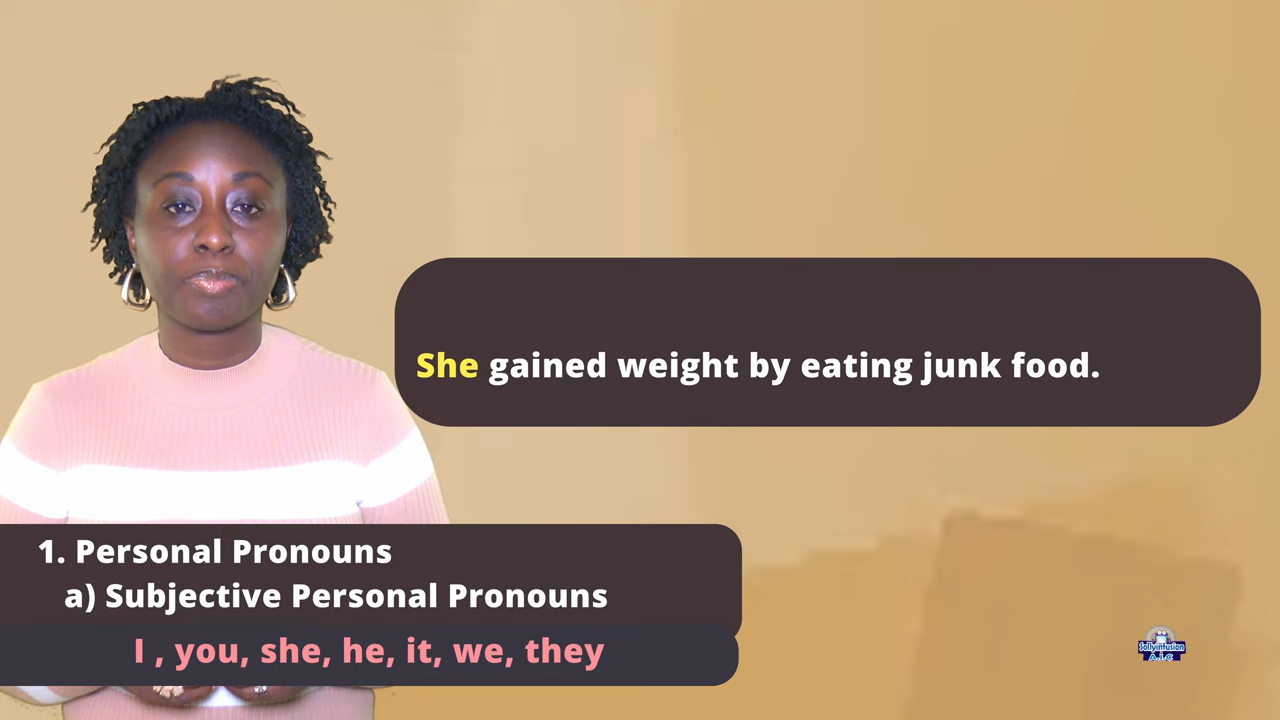 She gained weight by eating junk food.
1. Personal Pronouns
a) Subjective Personal Pronouns
I , you, she, he, it, we, they
Sollyinfusion
A.I.C